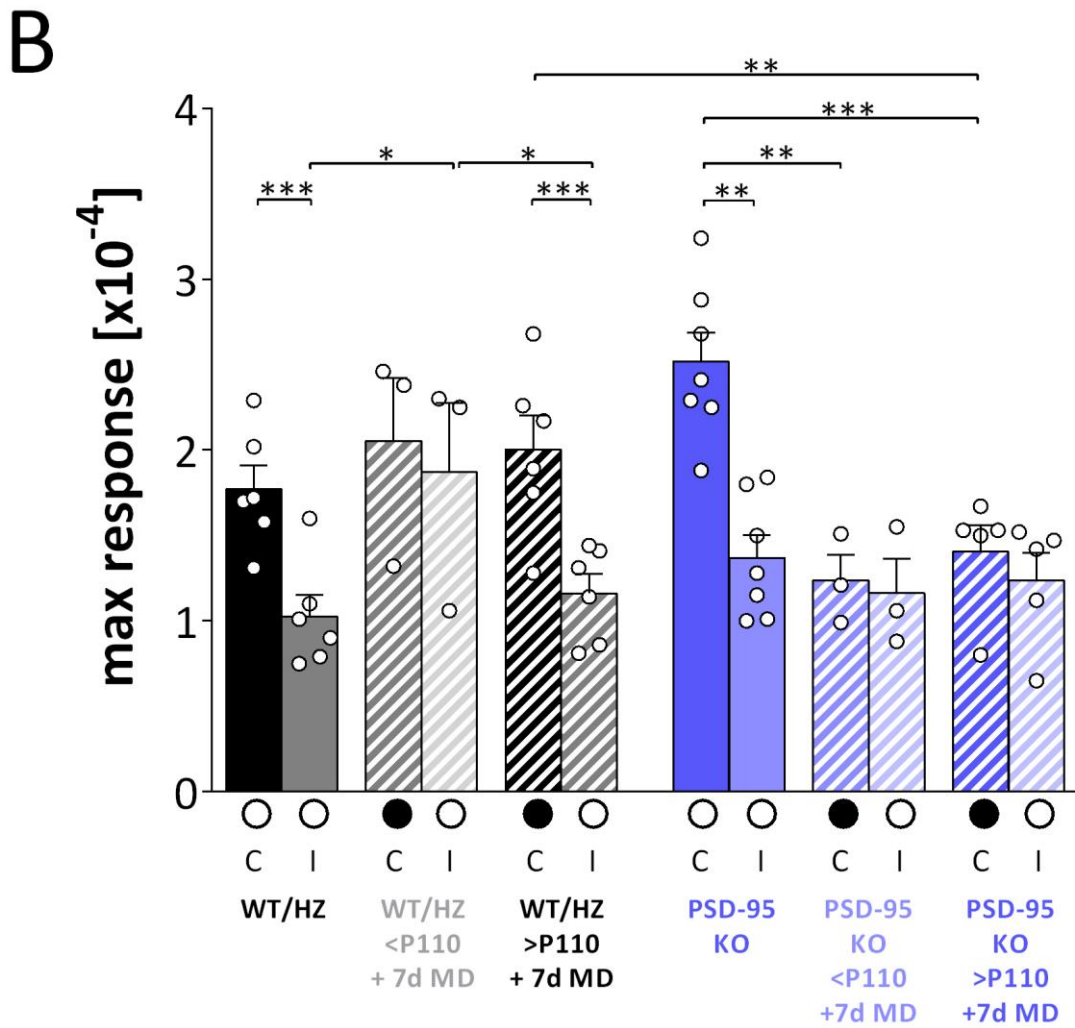 B
** 
***
* * **
*** *** **
max response [x10-4]
4
3
2
1
0
C I C I C I C I C I C I
WT/HZ
WT/HZ
<P110
+ 7d MD
WT/HZ
>P110
+ 7d MD
PSD-95
KO
PSD-95
KO
<P110
+7d MD
PSD-95
KO
>P110
+7d MD